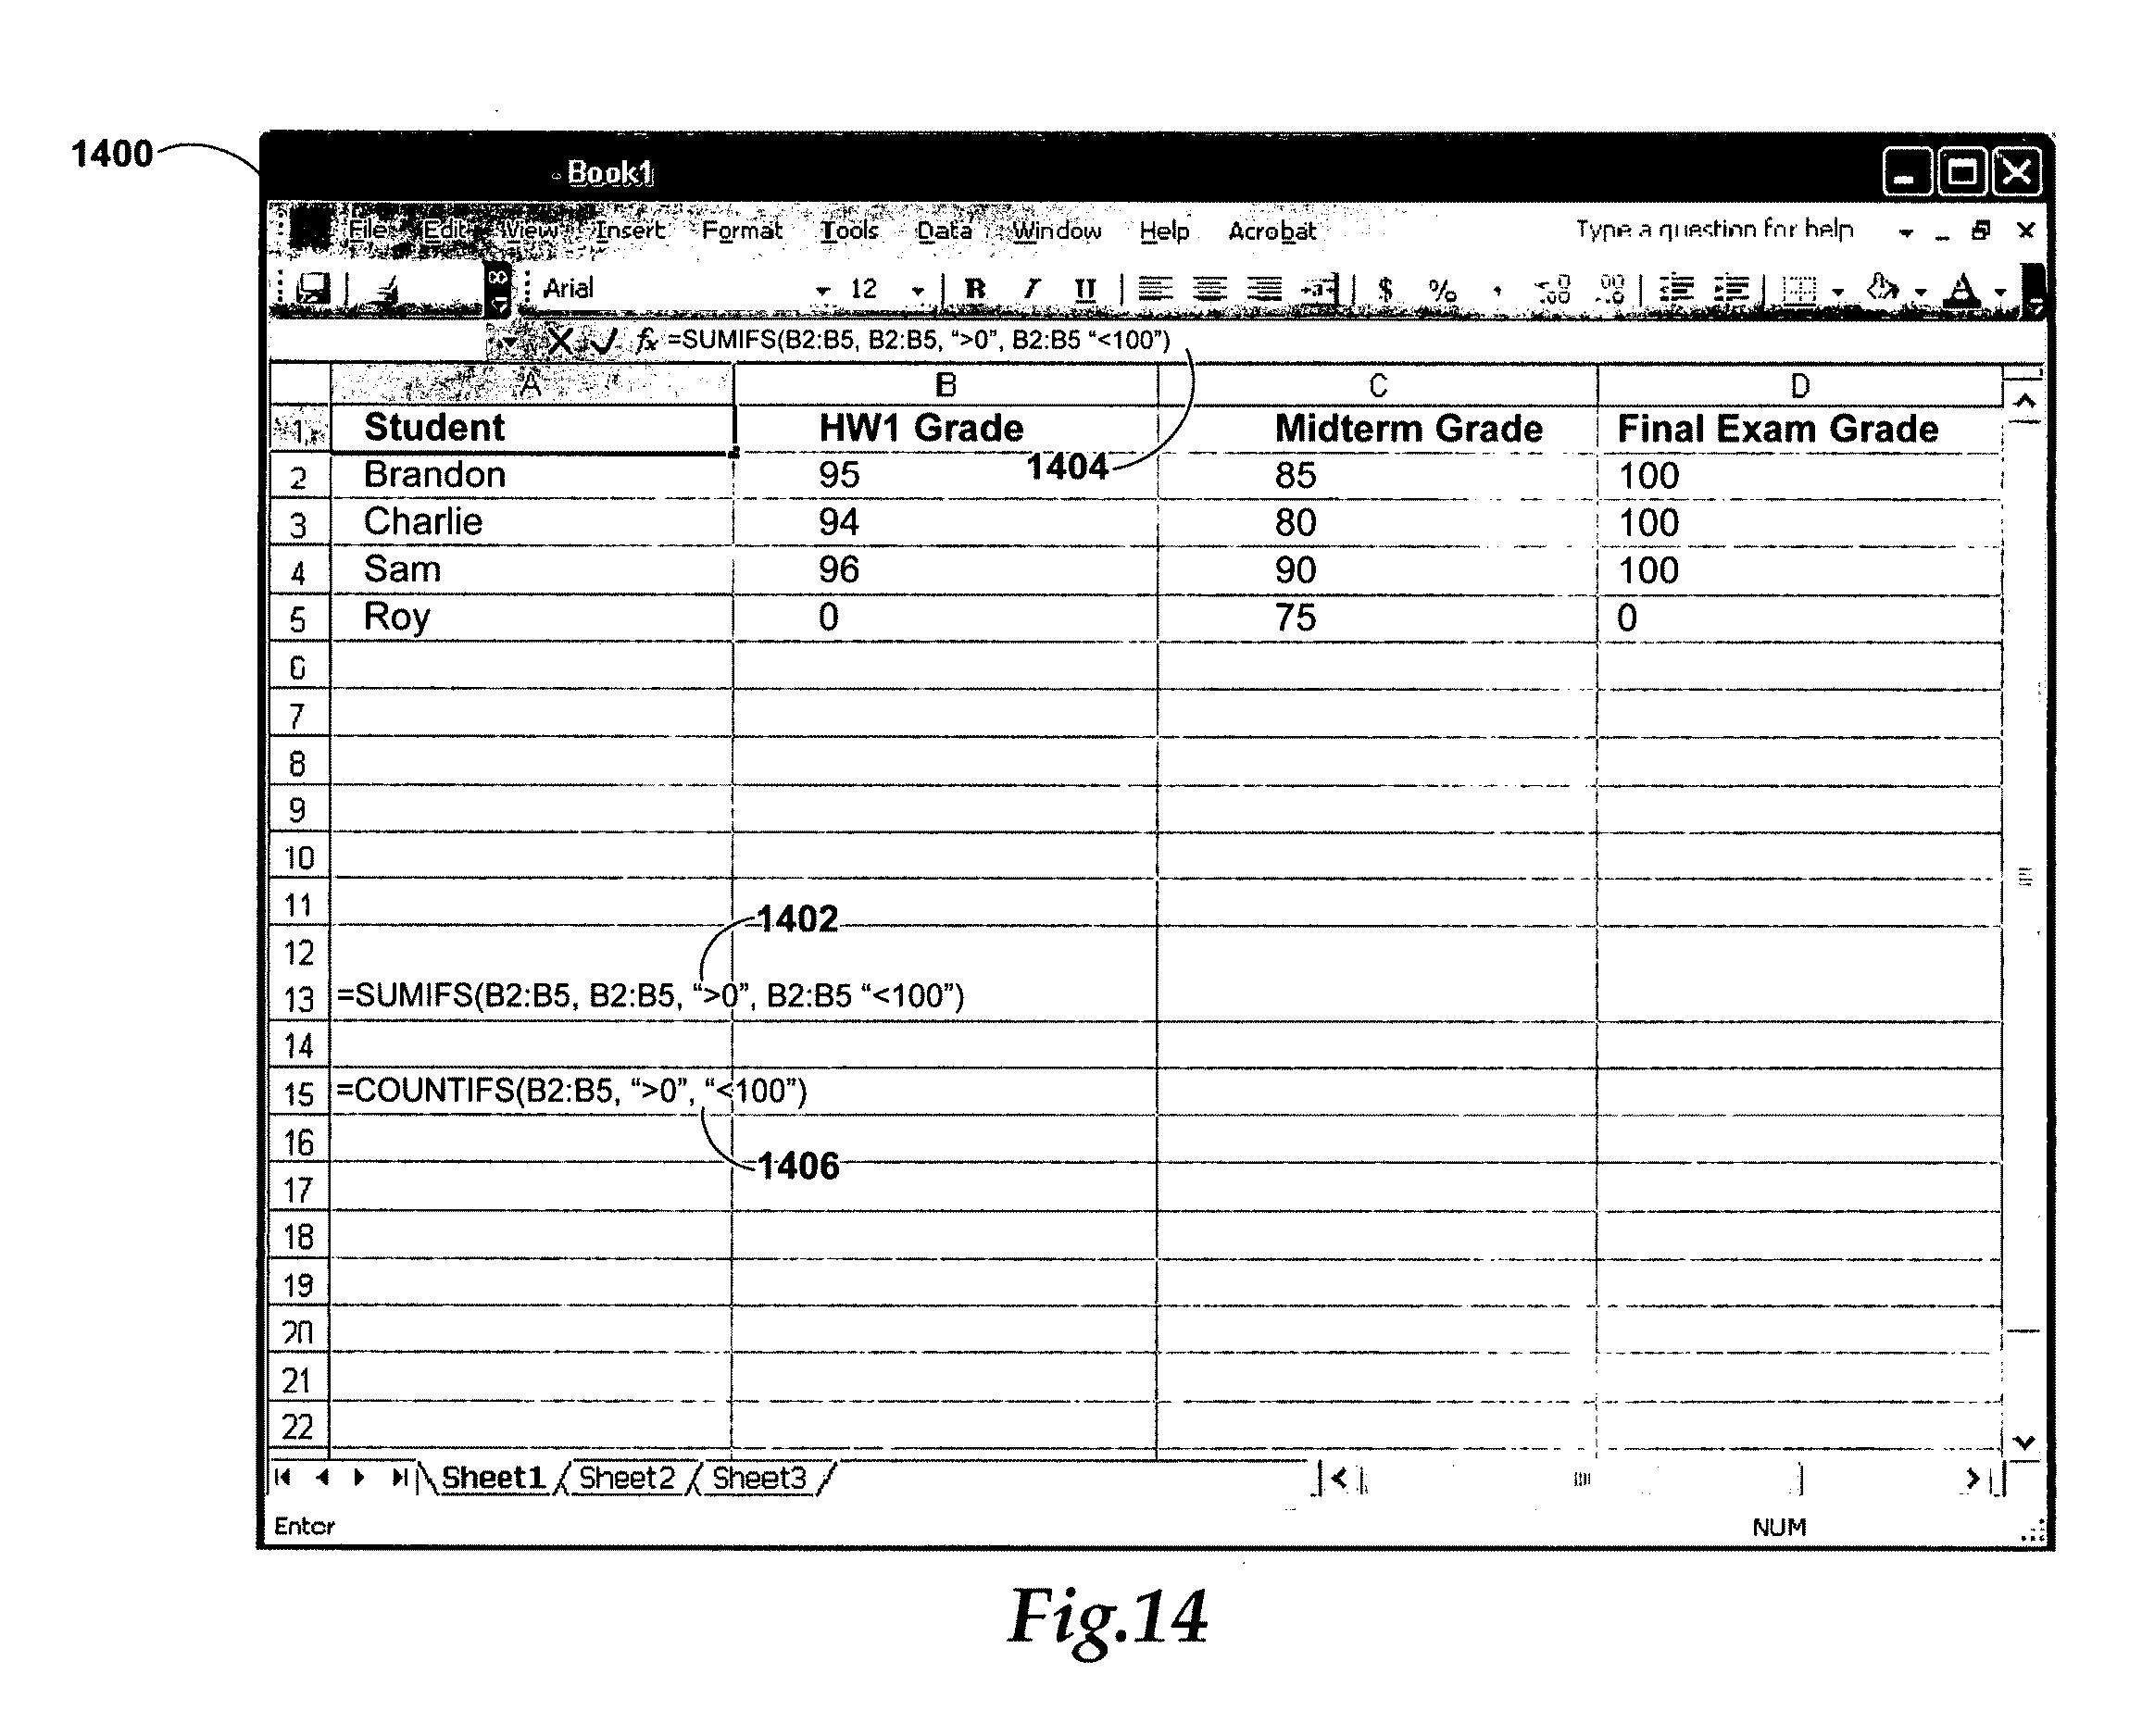 1400
Book1
File Edit View Insert Format Tools Data Window Help Acrobat Type a question for help
Arial 12 B I U $ % ,
fx =SUMIFS(B2:B5, B2:B5, “>0”, B2:B5 “<100”)
A B C D
1 Student HW1 Grade Midterm Grade Final Exam Grade
1404
2 Brandon 95 85 100
3 Charlie 94 80 100
4 Sam 96 90 100
5 Roy 0 75 0
6
7
8
9
10
11
1402
12
13 =SUMIFS(B2:B5, B2:B5, “>0”, B2:B5 “<100”)
14
15 =COUNTIFS(B2:B5, “>0”, “<100”)
16
1406
17
18
19
20
21
22
Sheet1 Sheet2 Sheet3
Enter NUM
Fig.14